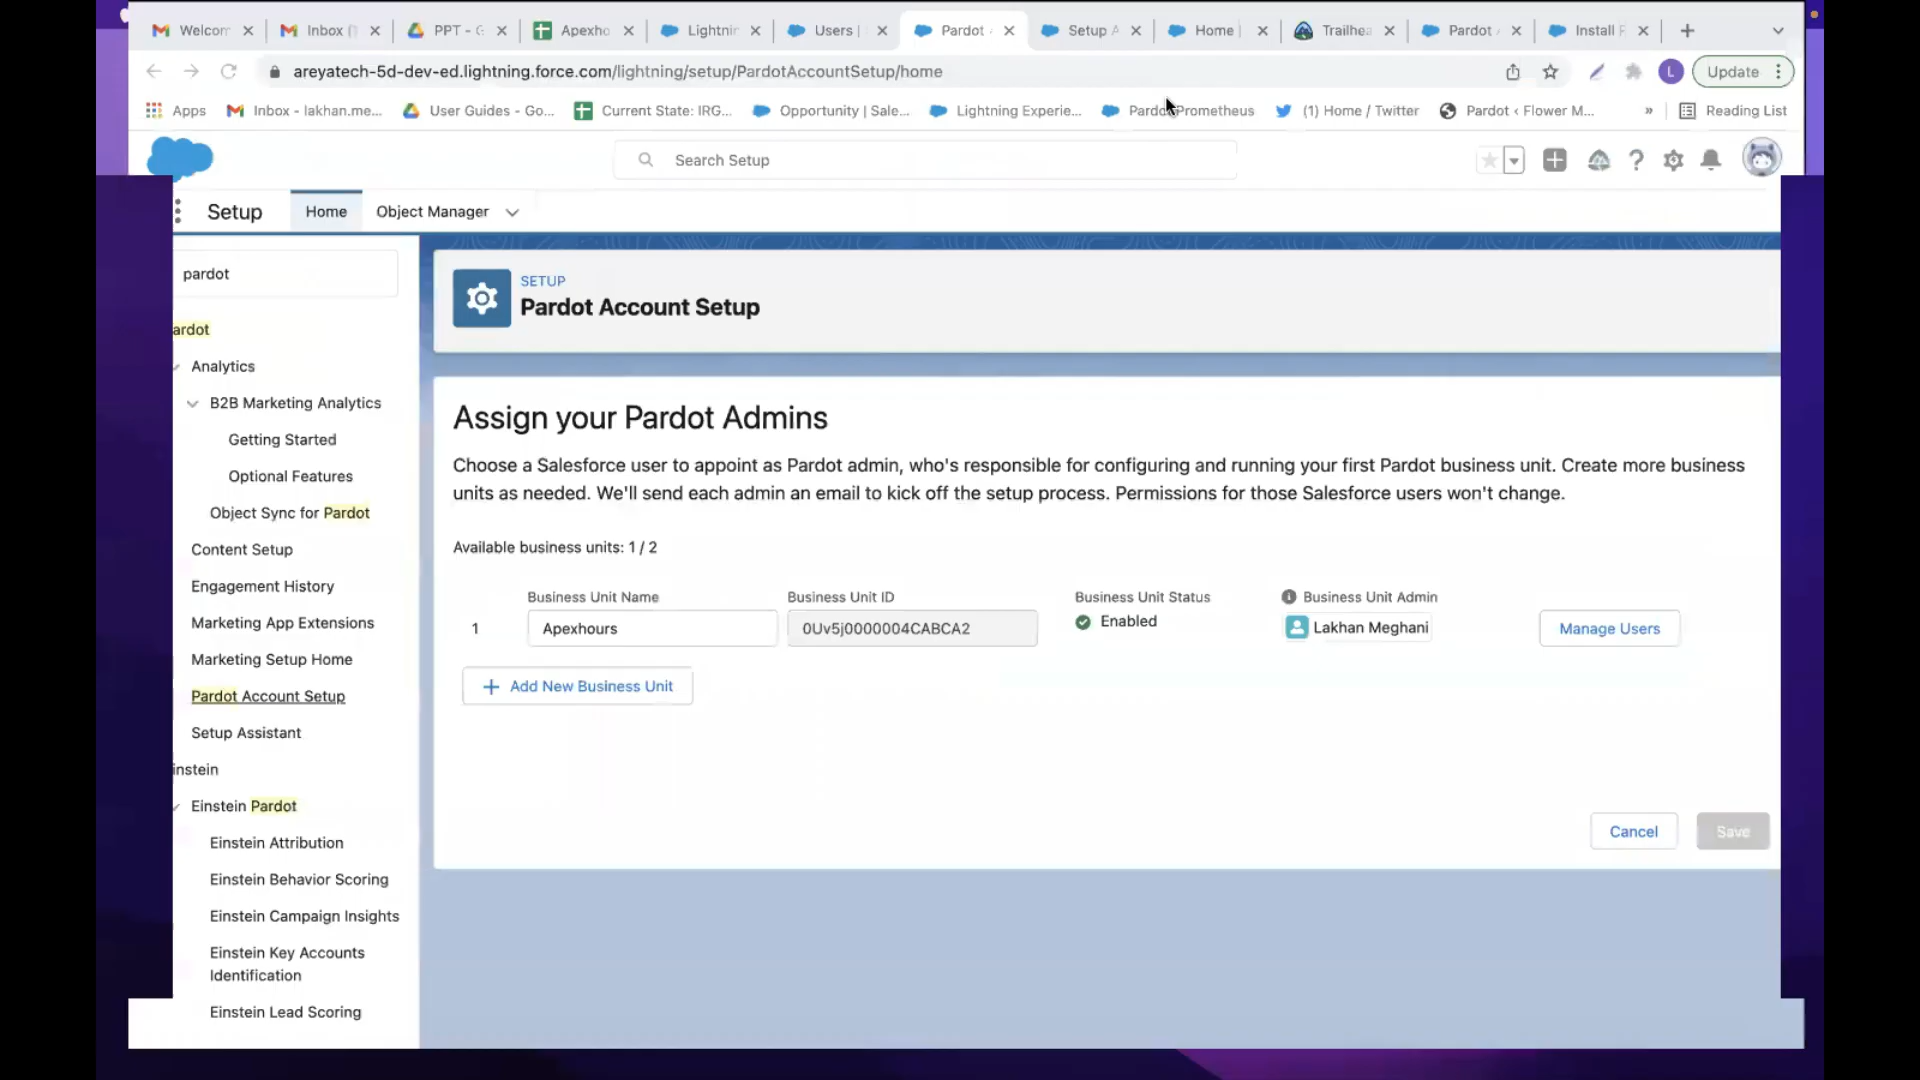 Welcom
Inbox (
PPT - G
Apexho
Lightnin
Users |
Pardot
Setup A
Home |
Trailhea
Pardot
Install P
areyatech-5d-dev-ed.lightning.force.com/lightning/setup/PardotAccountSetup/home
L
Update
Apps
Inbox - lakhan.me...
User Guides - Go...
Current State: IRG...
Opportunity | Sale...
Lightning Experie...
Pardot Prometheus
(1) Home / Twitter
Pardot < Flower M...
»
Reading List
Search Setup
Setup
Home
Object Manager
pardot
SETUP
Pardot Account Setup
ardot
Analytics
B2B Marketing Analytics
Getting Started
Optional Features
Object Sync for Pardot
Content Setup
Engagement History
Marketing App Extensions
Marketing Setup Home
Pardot Account Setup
Setup Assistant
instein
Einstein Pardot
Einstein Attribution
Einstein Behavior Scoring
Einstein Campaign Insights
Einstein Key Accounts
Identification
Einstein Lead Scoring
Assign your Pardot Admins
Choose a Salesforce user to appoint as Pardot admin, who's responsible for configuring and running your first Pardot business unit. Create more business
units as needed. We'll send each admin an email to kick off the setup process. Permissions for those Salesforce users won't change.
Available business units: 1 / 2
Business Unit Name
Business Unit ID
Business Unit Status
Business Unit Admin
1
Apexhours
0Uv5j0000004CABCA2
Enabled
Lakhan Meghani
Manage Users
Add New Business Unit
Cancel
Save